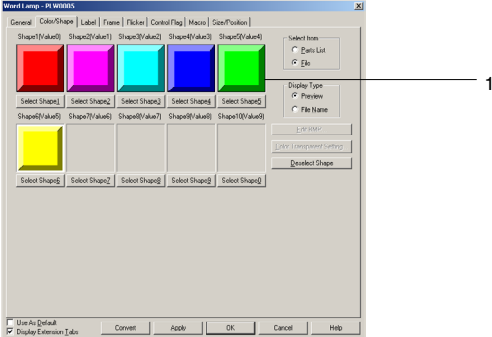 Word Lamp - PLW0005
General Color/Shape Label Frame Flicker Control Flag Macro Size/Position
Shape1(Value0) Shape2(Value1) Shape3(Value2) Shape4(Value3) Shape5(Value4)
Select from
Parts List
File
1
Display Type
Preview
File Name
Select Shape1 Select Shape2 Select Shape3 Select Shape4 Select Shape5
Shape6(Value5) Shape7(Value6) Shape8(Value7) Shape9(Value8) Shape10(Value9)
Color Transparent Setting
Deselect Shape
Select Shape6 Select Shape7 Select Shape8 Select Shape9 Select Shape0
Use As Default
Display Extension Tabs
Convert Apply OK Cancel Help